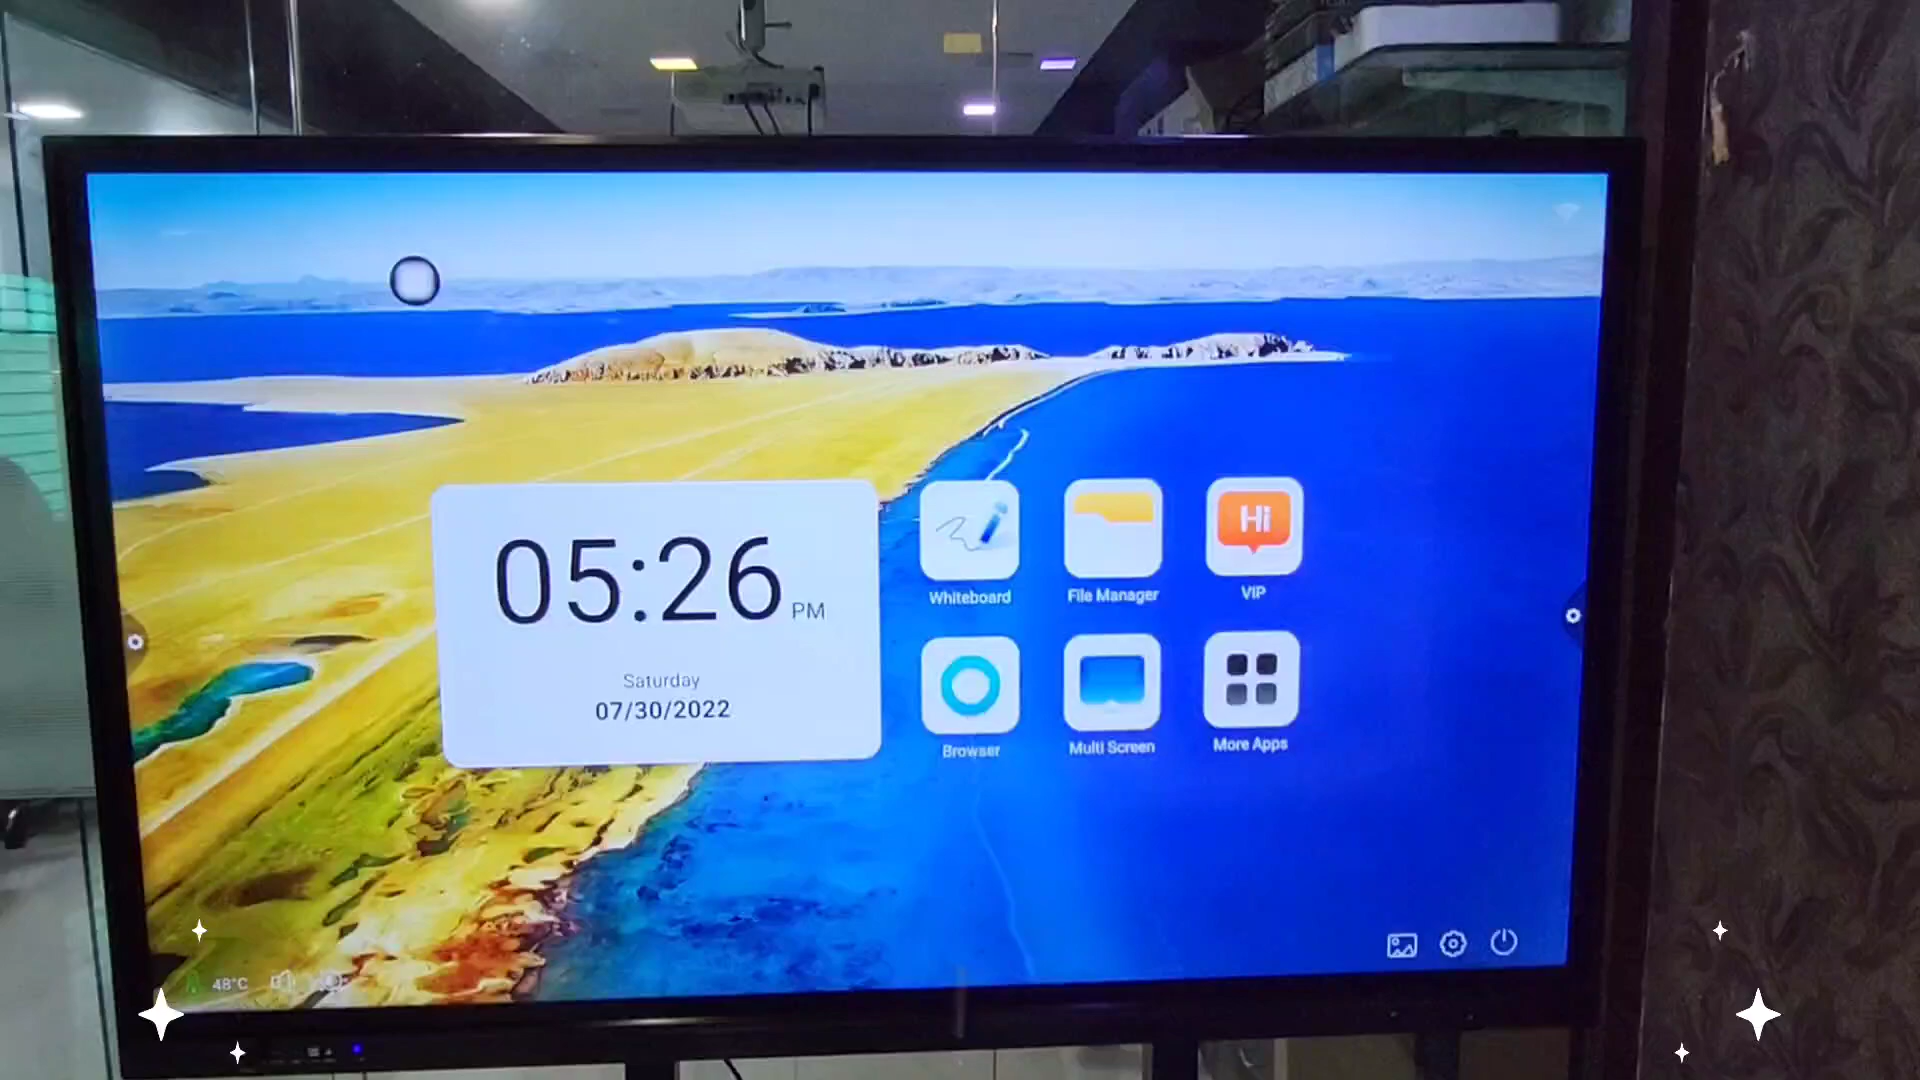 05:26 PM
Saturday
07/30/2022
Whiteboard
File Manager
Hi
VIP
Browser
Multi Screen
More Apps
48°C